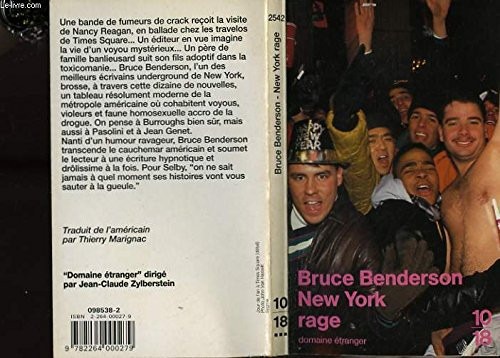 Une bande de fumeurs de crack reçoit la visite
de Nancy Reagan, en ballade chez les travelos
de Times Square... Un éditeur en vue imagine
la vie d'un voyou mystérieux... Un père de
famille banlieusard suit son fils adoptif dans la
toxicomanie... Bruce Benderson, l'un des
meilleurs écrivains underground de New York,
brosse, à travers cette dizaine de nouvelles,
un tableau résolument moderne de la
métropole américaine où cohabitent voyous,
violeurs et faune homosexuelle accro de la
drogue. On pense à Burroughs bien sûr, mais
aussi à Pasolini et à Jean Genet.
Nanti d'un humour ravageur, Bruce Benderson
transcende le cauchemar américain et soumet
le lecteur à une écriture hypnotique et
drôlissime à la fois. Pour Selby, "on ne sait
jamais à quel moment ses histoires vont vous
sauter à la gueule."
Traduit de l'américain
par Thierry Marignac
"Domaine étranger" dirigé
par Jean-Claude Zylberstein
098538-2
ISBN
2-264-00027-9
9 782264 000279
2542
Bruce Benderson - New York rage
10
18
HAPPY
NEW YEAR
Bruce Benderson
New York
rage
domaine étranger
10
18
le-livre.com